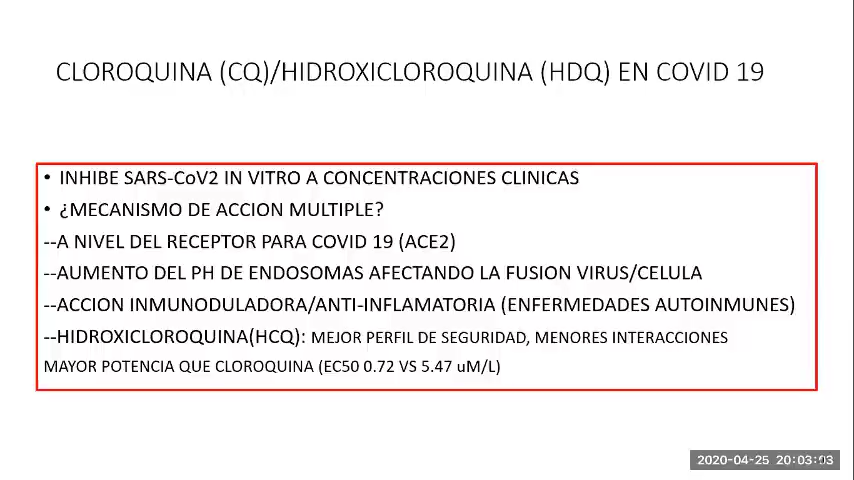 CLOROQUINA (CQ)/HIDROXICLOROQUINA (HDQ) EN COVID 19
• INHIBE SARS-CoV2 IN VITRO A CONCENTRACIONES CLINICAS
• ¿MECANISMO DE ACCION MULTIPLE?
--A NIVEL DEL RECEPTOR PARA COVID 19 (ACE2)
--AUMENTO DEL PH DE ENDOSOMAS AFECTANDO LA FUSION VIRUS/CELULA
--ACCION INMUNODULADORA/ANTI-INFLAMATORIA (ENFERMEDADES AUTOINMUNES)
--HIDROXICLOROQUINA(HCQ): MEJOR PERFIL DE SEGURIDAD, MENORES INTERACCIONES
MAYOR POTENCIA QUE CLOROQUINA (EC50 0.72 VS 5.47 uM/L)
2020-04-25 20:03:03